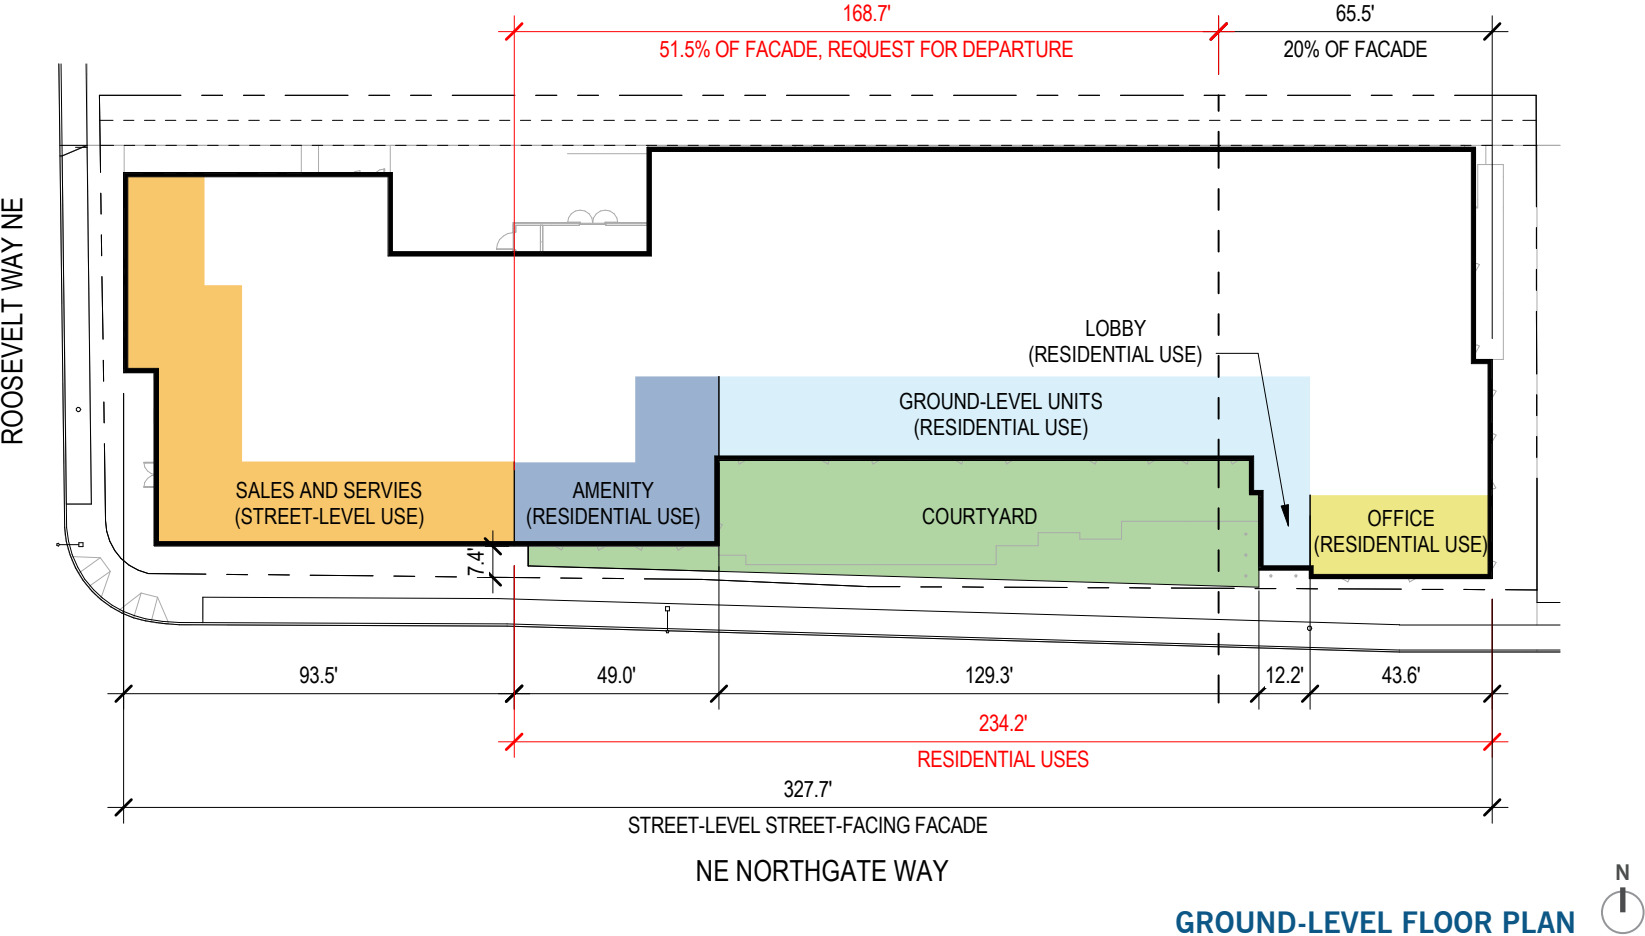 168.7'
65.5'
51.5% OF FACADE, REQUEST FOR DEPARTURE
20% OF FACADE
ROOSEVELT WAY NE
LOBBY
(RESIDENTIAL USE)
GROUND-LEVEL UNITS
(RESIDENTIAL USE)
SALES AND SERVIES
(STREET-LEVEL USE)
AMENITY
(RESIDENTIAL USE)
COURTYARD
OFFICE
(RESIDENTIAL USE)
7.4'
93.5'
49.0'
129.3'
12.2'
43.6'
234.2'
RESIDENTIAL USES
327.7'
STREET-LEVEL STREET-FACING FACADE
NE NORTHGATE WAY
N
GROUND-LEVEL FLOOR PLAN